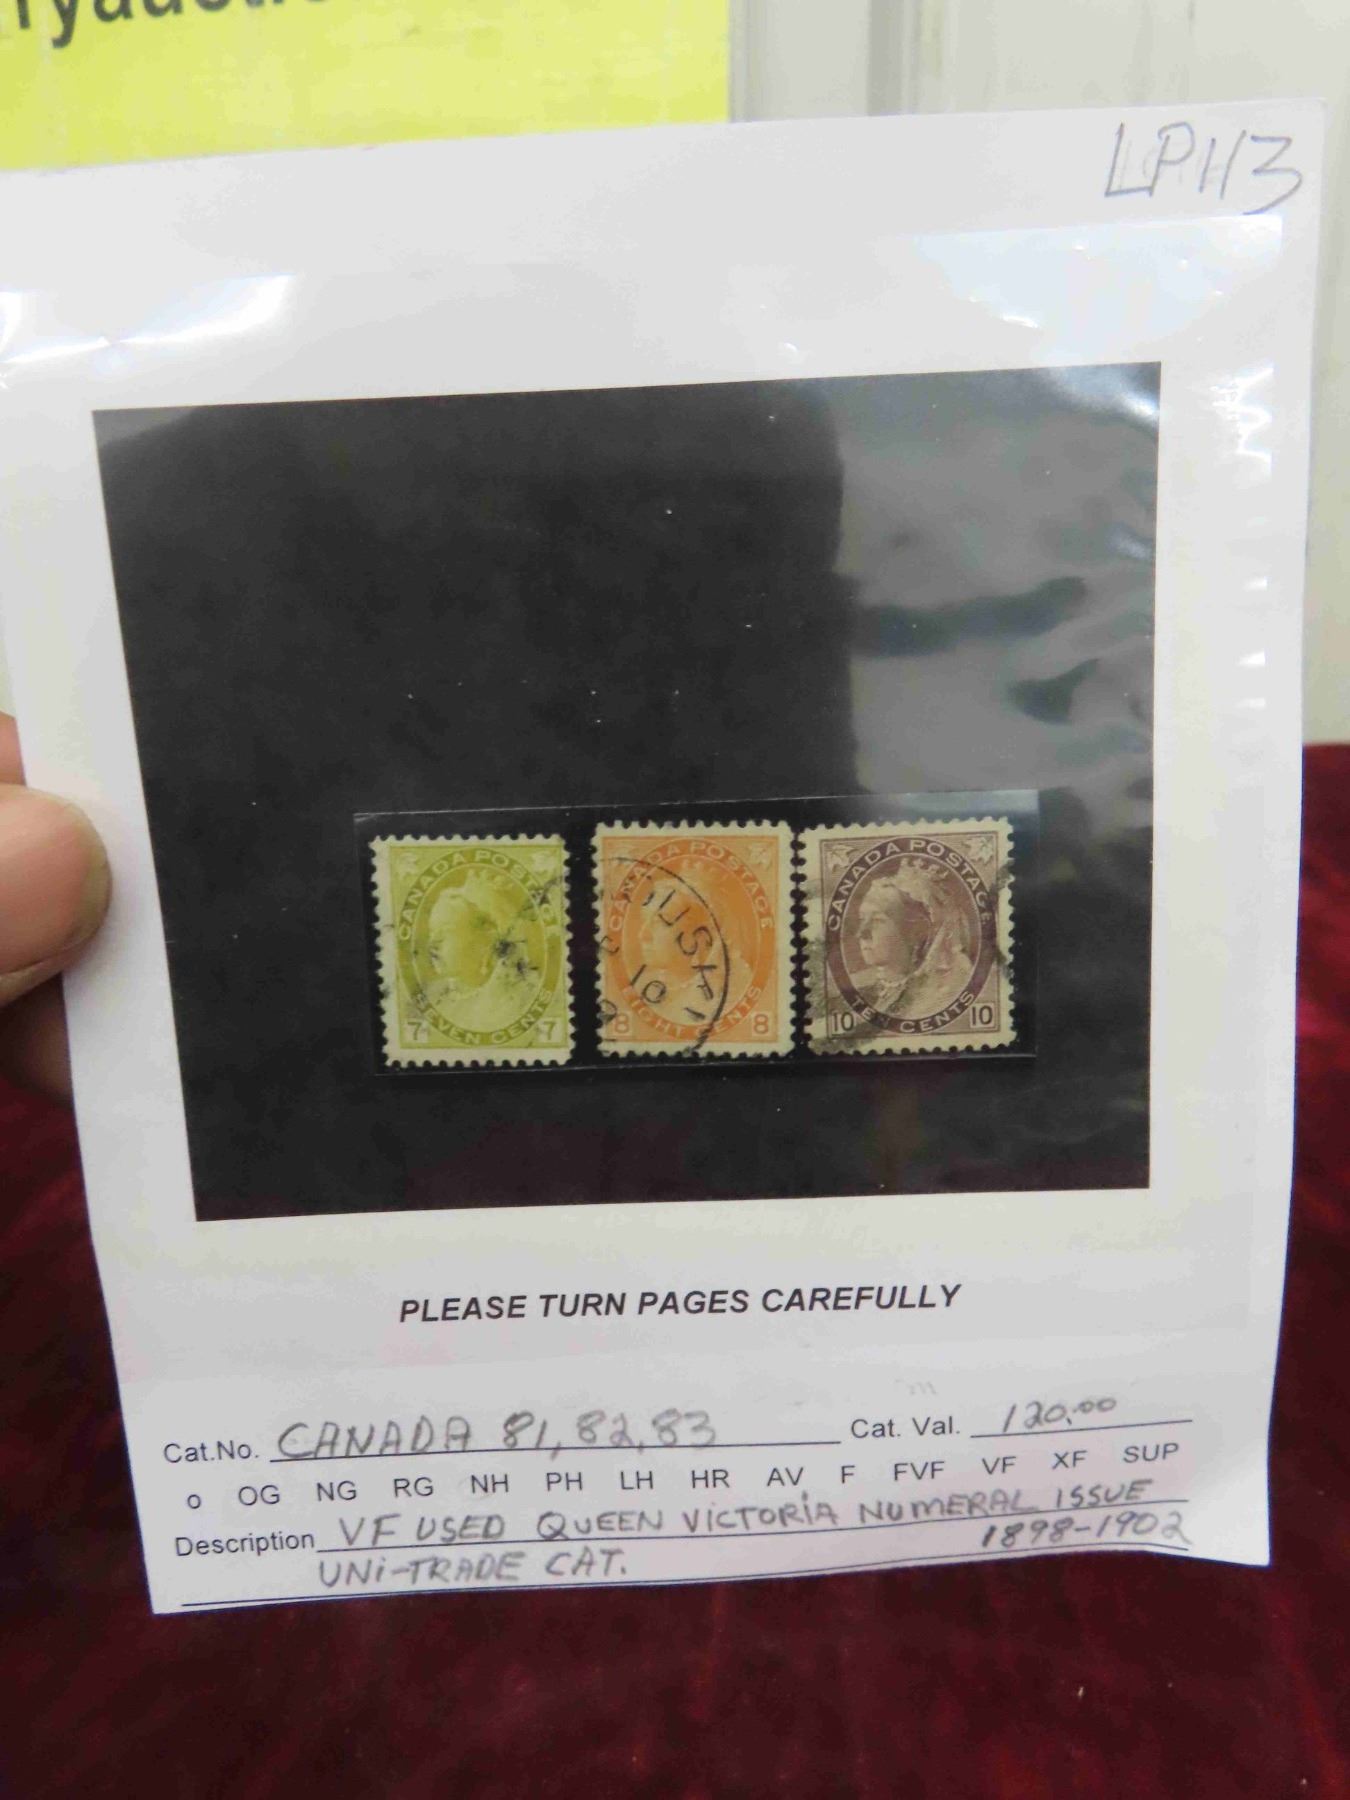 LP113
CANADA POSTAGE
SEVEN CENTS
7 7
CANADA POSTAGE
EIGHT CENTS
8 8
10
CANADA POSTAGE
TEN CENTS
10 10
PLEASE TURN PAGES CAREFULLY
Cat.No. CANADA 81, 82, 83 Cat. Val. 120.00
o OG NG RG NH PH LH HR AV F FVF VF XF SUP
Description VF USED QUEEN VICTORIA NUMERAL ISSUE
UNI-TRADE CAT. 1898-1902